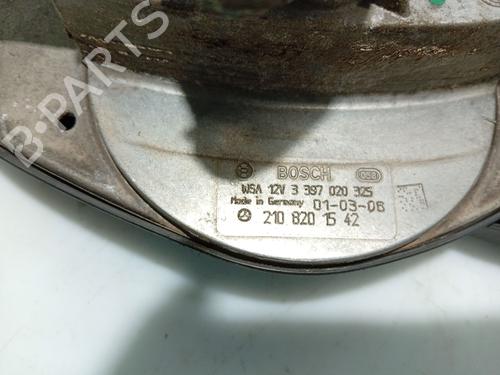 B-PARTS
BOSCH
WSA 12V 3 397 020 325
Made in Germany 01-03-06
210 820 15 42